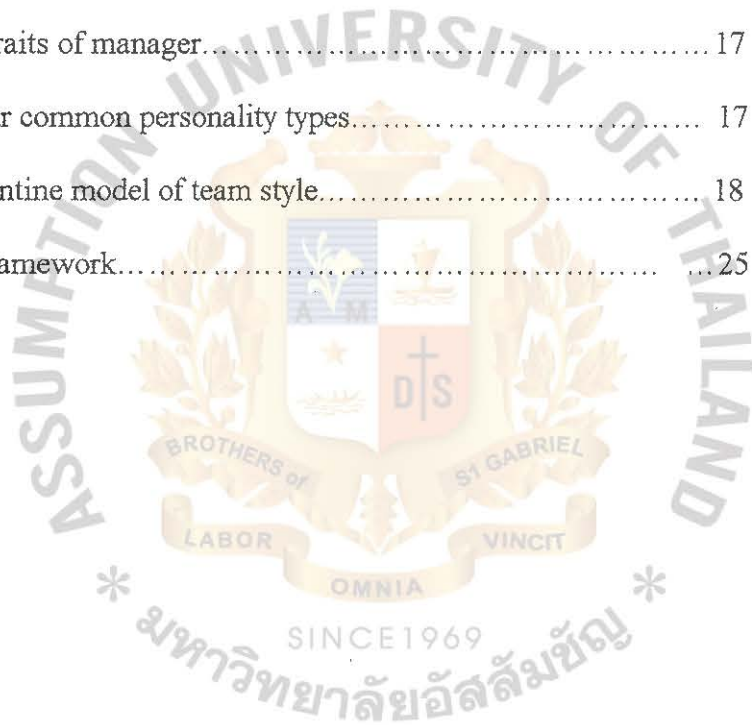 raits of manager………………………………………17
r common personality types………………………… 17
ntine model of team style…………………………… 18
ramework……………………………………… …25
ASSUMPTION UNIVERSITY OF THAILAND
A M
D S
BROTHERS of ST GABRIEL
LABOR OMNIA VINCIT
SINCE1969
* มหาวิทยาลัยอัสสัมชัญ *